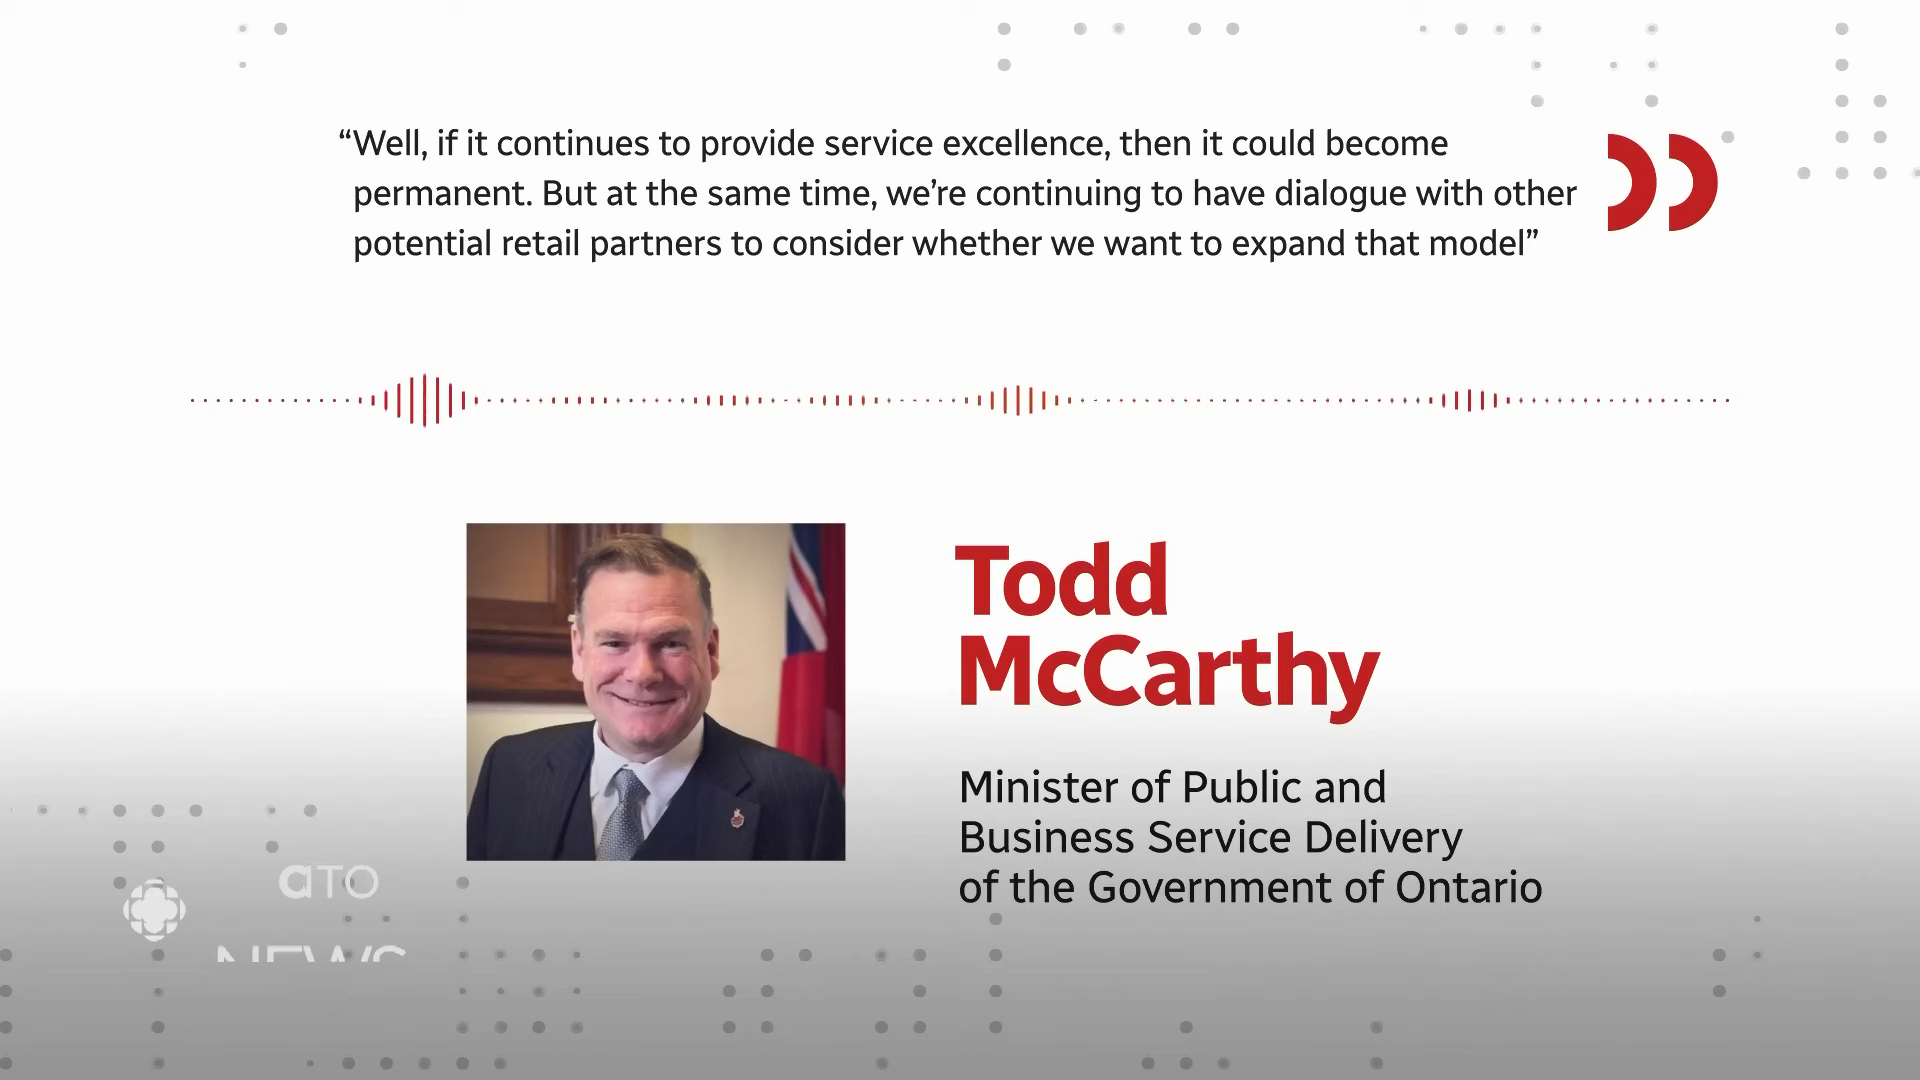 “Well, if it continues to provide service excellence, then it could become
permanent. But at the same time, we’re continuing to have dialogue with other
potential retail partners to consider whether we want to expand that model”
Todd
McCarthy
Minister of Public and
Business Service Delivery
of the Government of Ontario
aTO
NEWS